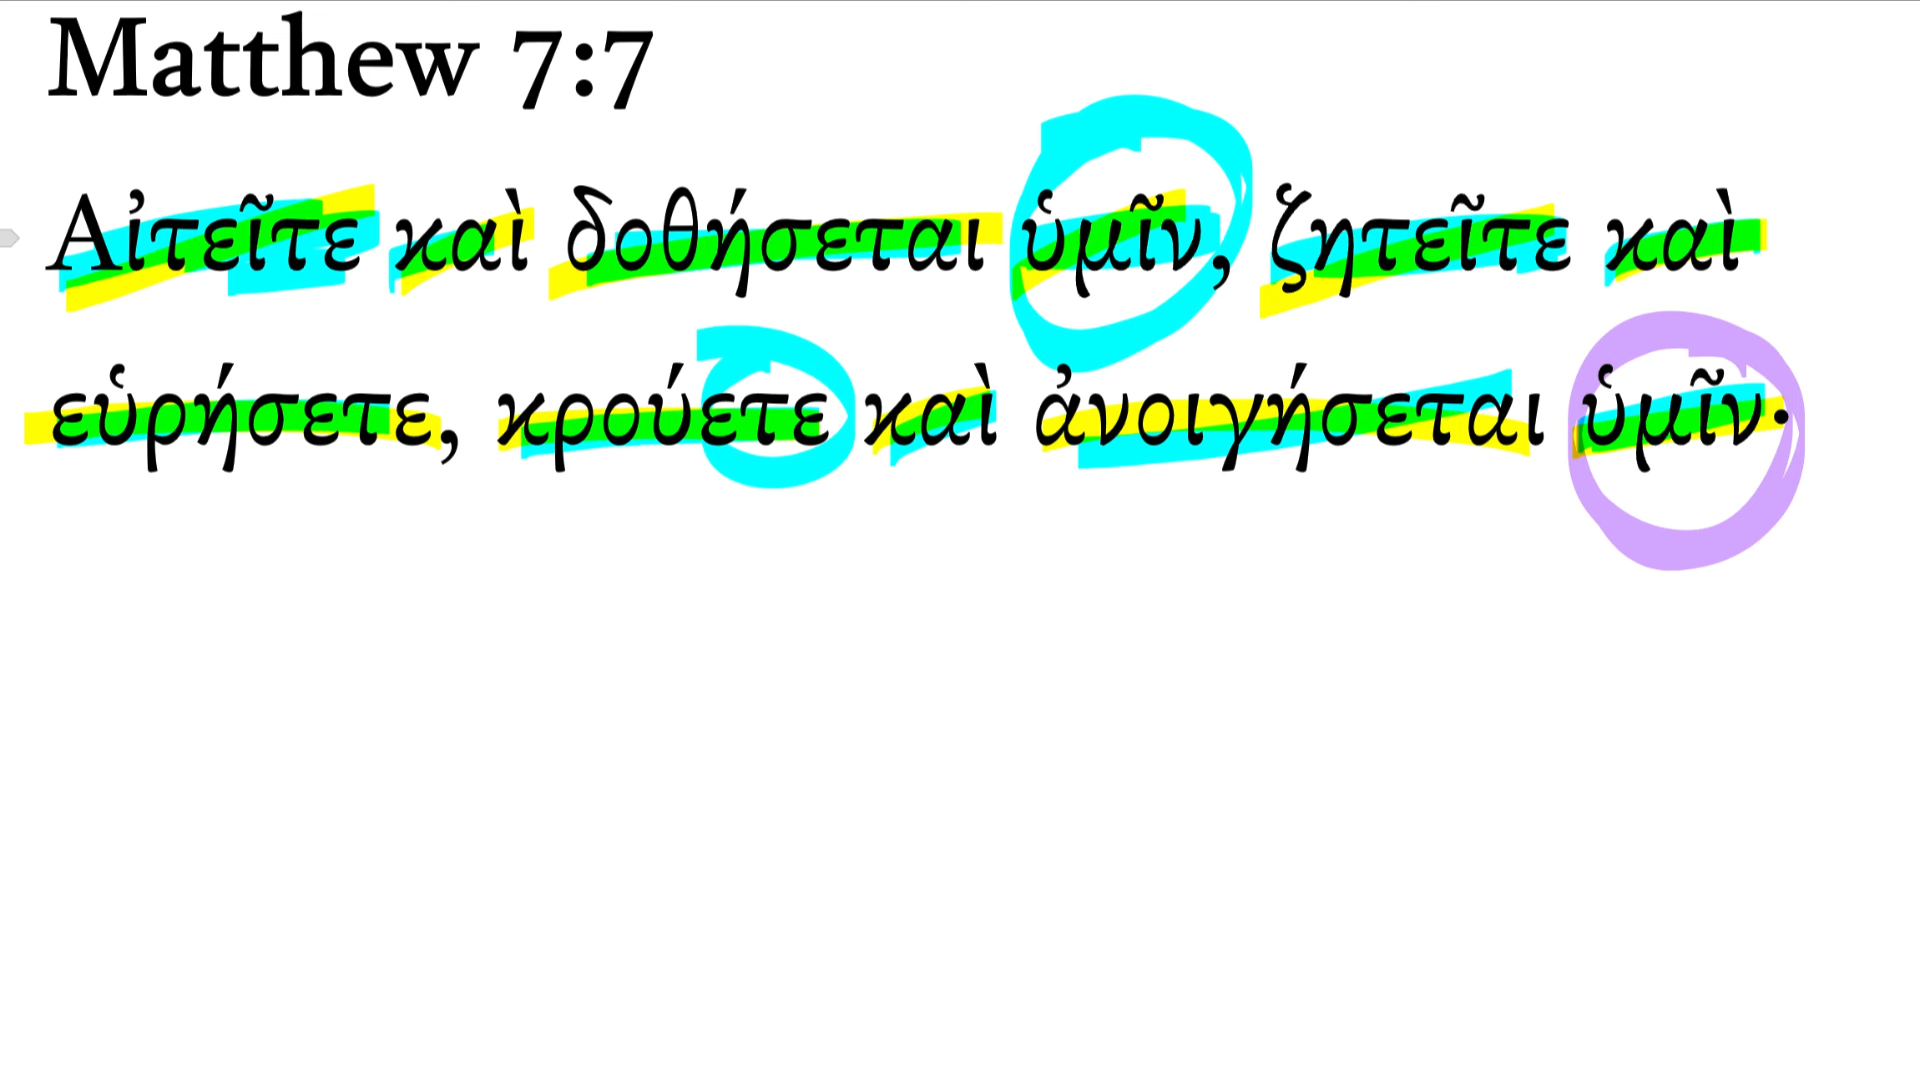 Matthew 7:7
Αἰτεῖτε καὶ δοθήσεται ὑμῖν, ζητεῖτε καὶ
εὑρήσετε, κρούετε καὶ ἀνοιγήσεται ὑμῖν·